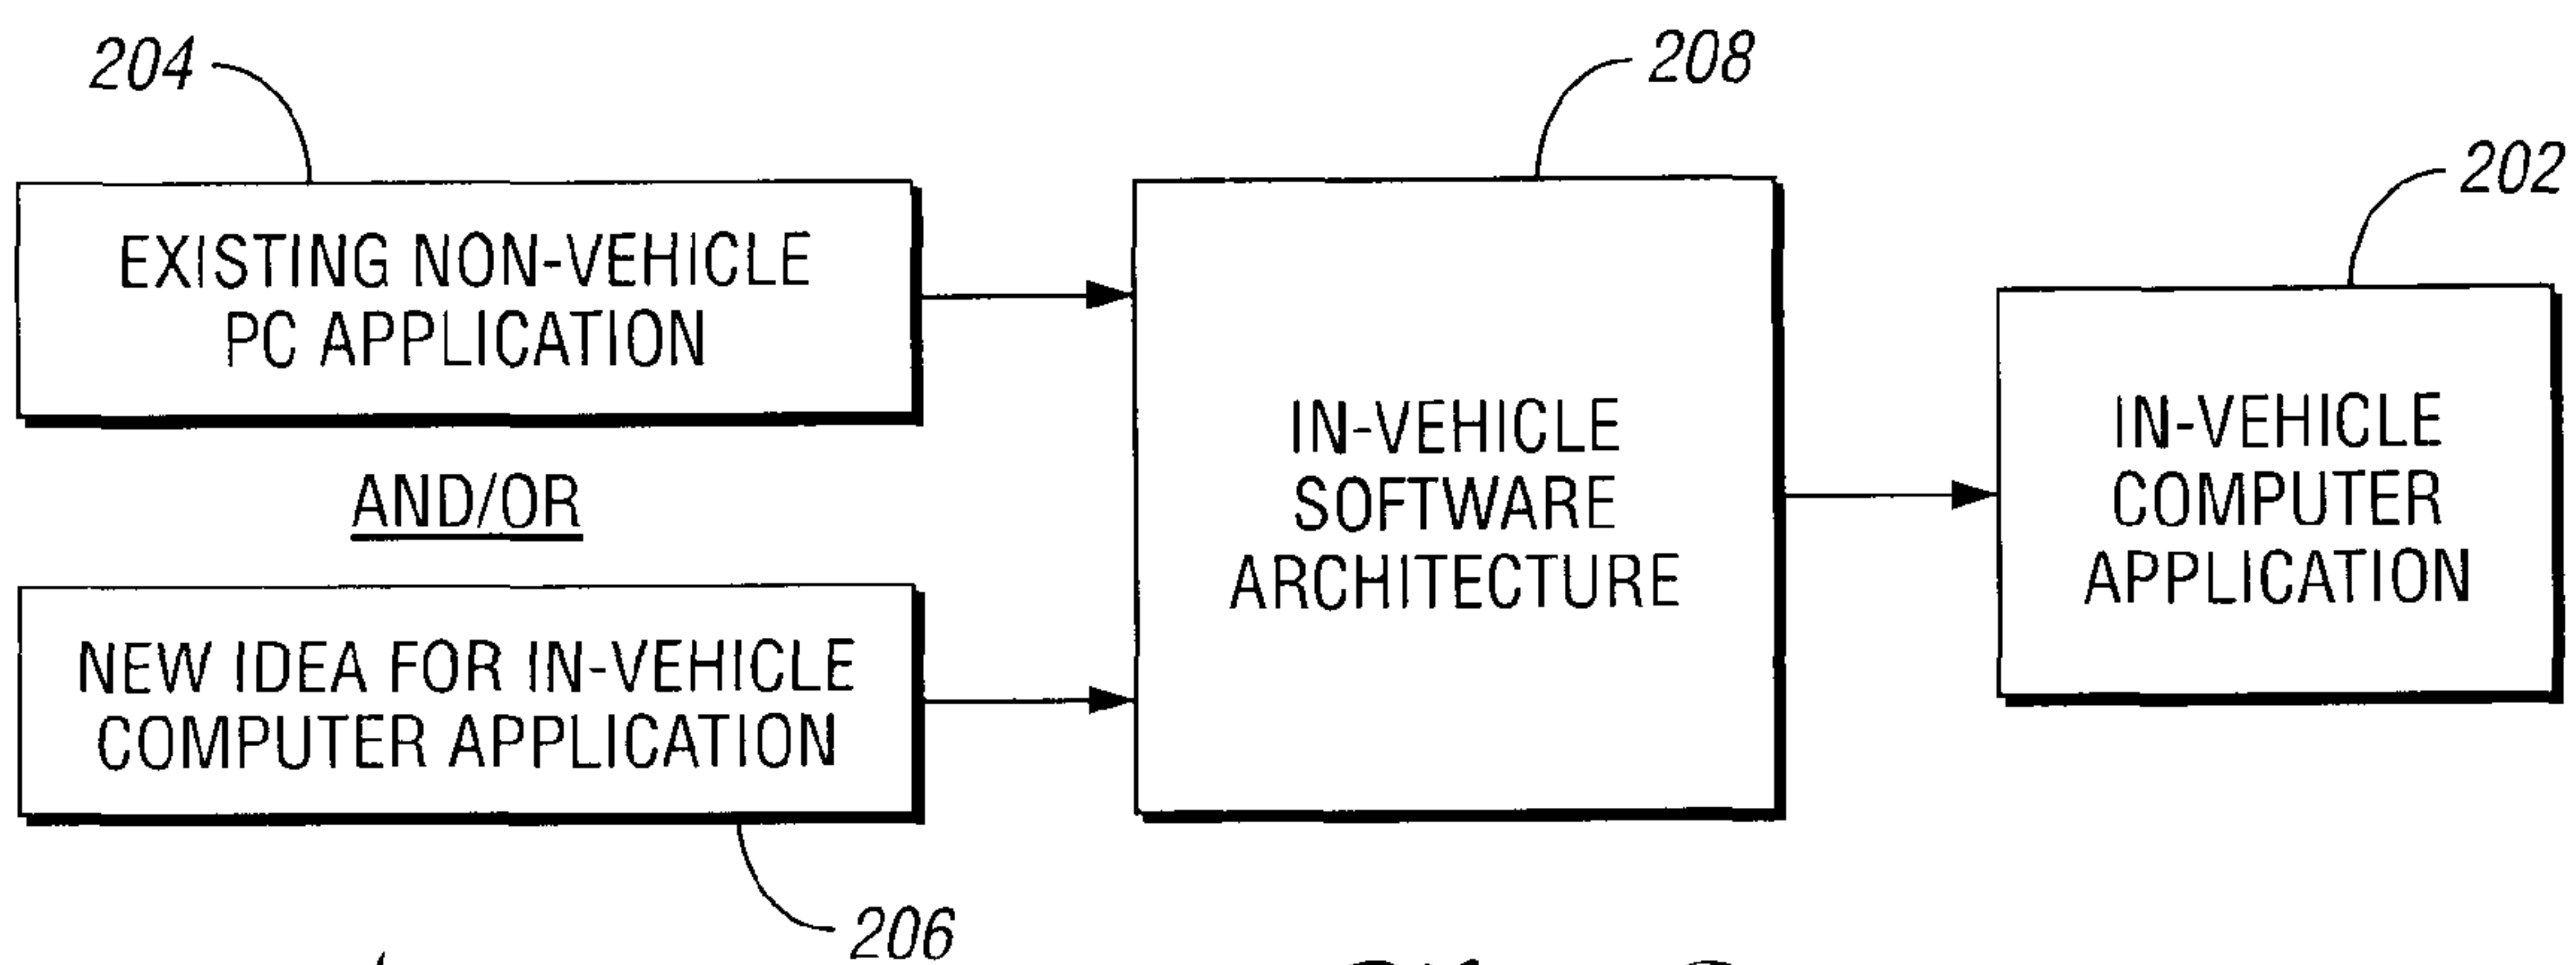 204
208
202
EXISTING NON-VEHICLE
PC APPLICATION
AND/OR
NEW IDEA FOR IN-VEHICLE
COMPUTER APPLICATION
206
IN-VEHICLE
SOFTWARE
ARCHITECTURE
IN-VEHICLE
COMPUTER
APPLICATION